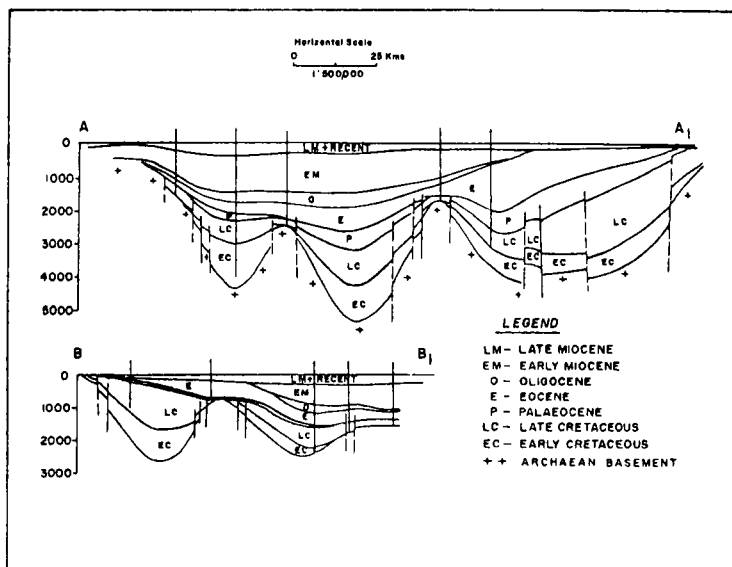 Horizontal Scale
0 25 Kms
1:500,000
A A1
0
1000
2000
3000
4000
5000
LM+RECENT
EM
O
E
E
P
P
P
LC
LC
LC
LC
LC
EC
EC
EC
EC
EC
EC
B B1
0
1000
2000
3000
LM+RECENT
E
EM
O
E
LC
LC
EC
EC
LEGEND
LM – LATE MIOCENE
EM – EARLY MIOCENE
O – OLIGOCENE
E – EOCENE
P – PALAEOCENE
LC – LATE CRETACEOUS
EC – EARLY CRETACEOUS
++ ARCHAEAN BASEMENT